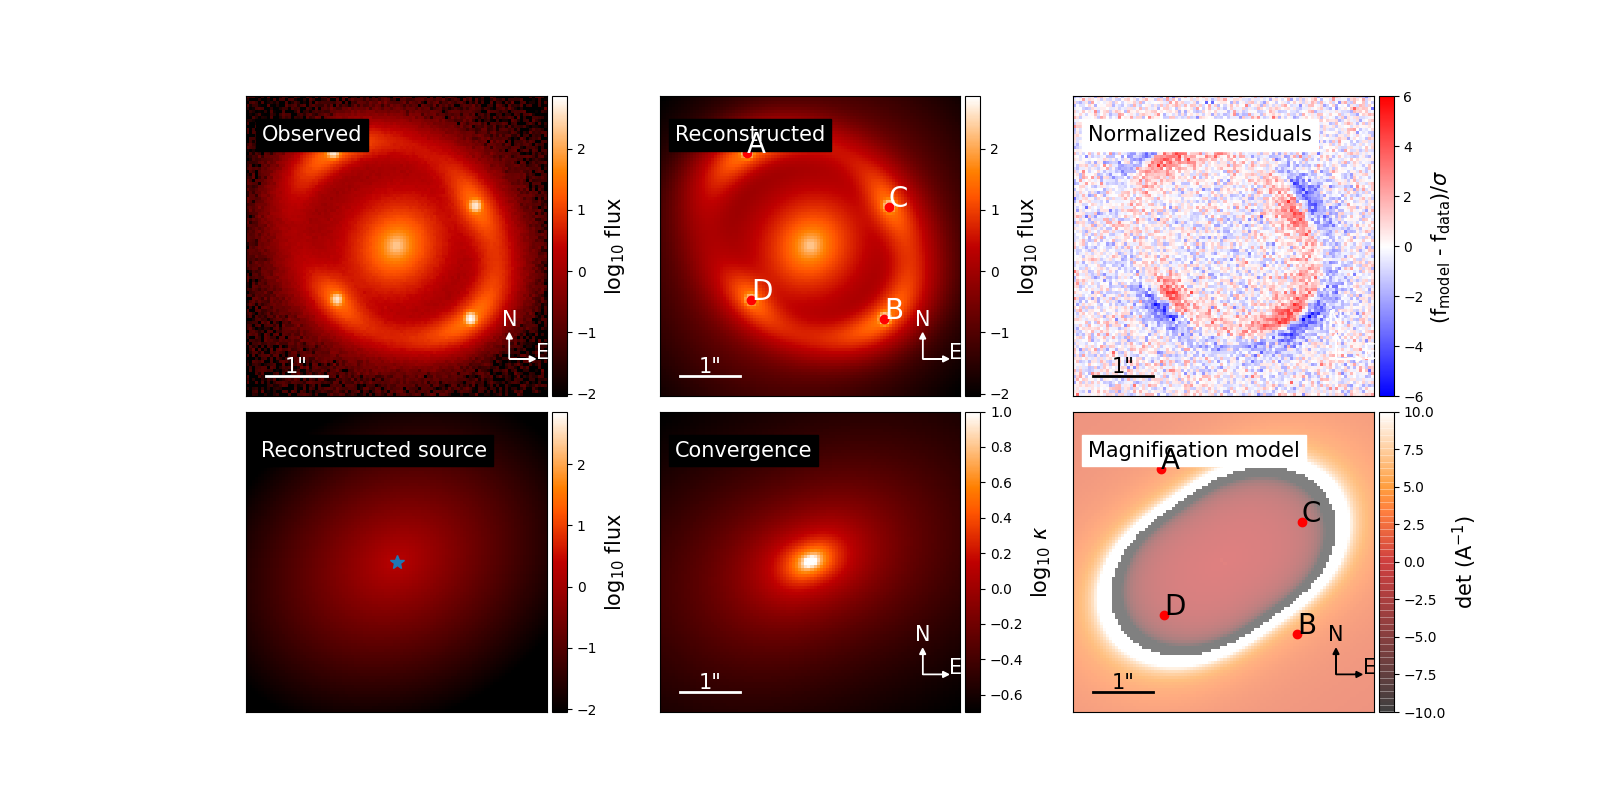 Observed
N
E
1"
2
1
0
−1
−2
log10 flux
Reconstructed
A
C
D
B
N
E
1"
2
1
0
−1
−2
log10 flux
Normalized Residuals
1"
6
4
2
0
−2
−4
−6
(fmodel - fdata)/σ
Reconstructed source
2
1
0
−1
−2
log10 flux
Convergence
N
E
1"
1.0
0.8
0.6
0.4
0.2
0.0
−0.2
−0.4
−0.6
log10 κ
Magnification model
A
C
D
B
N
E
1"
10.0
7.5
5.0
2.5
0.0
−2.5
−5.0
−7.5
−10.0
det (A−1)